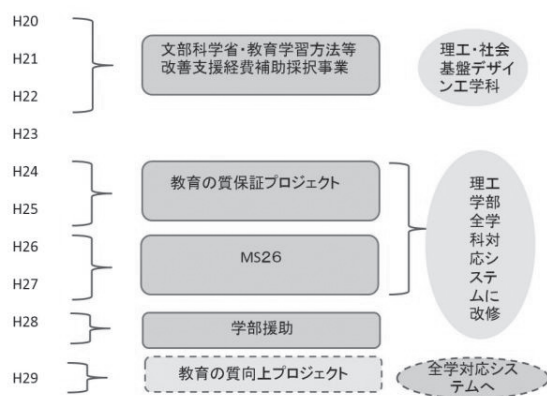 H20
H21
H22
H23
H24
H25
H26
H27
H28
H29
文部科学省・教育学習方法等
改善支援経費補助採択事業
教育の質保証プロジェクト
MS26
学部援助
教育の質向上プロジェクト
理工・社会
基盤デザイ
ン工学科
理工
学部
全学
科対
応シ
ステ
ムに
改修
全学対応シス
テムへ